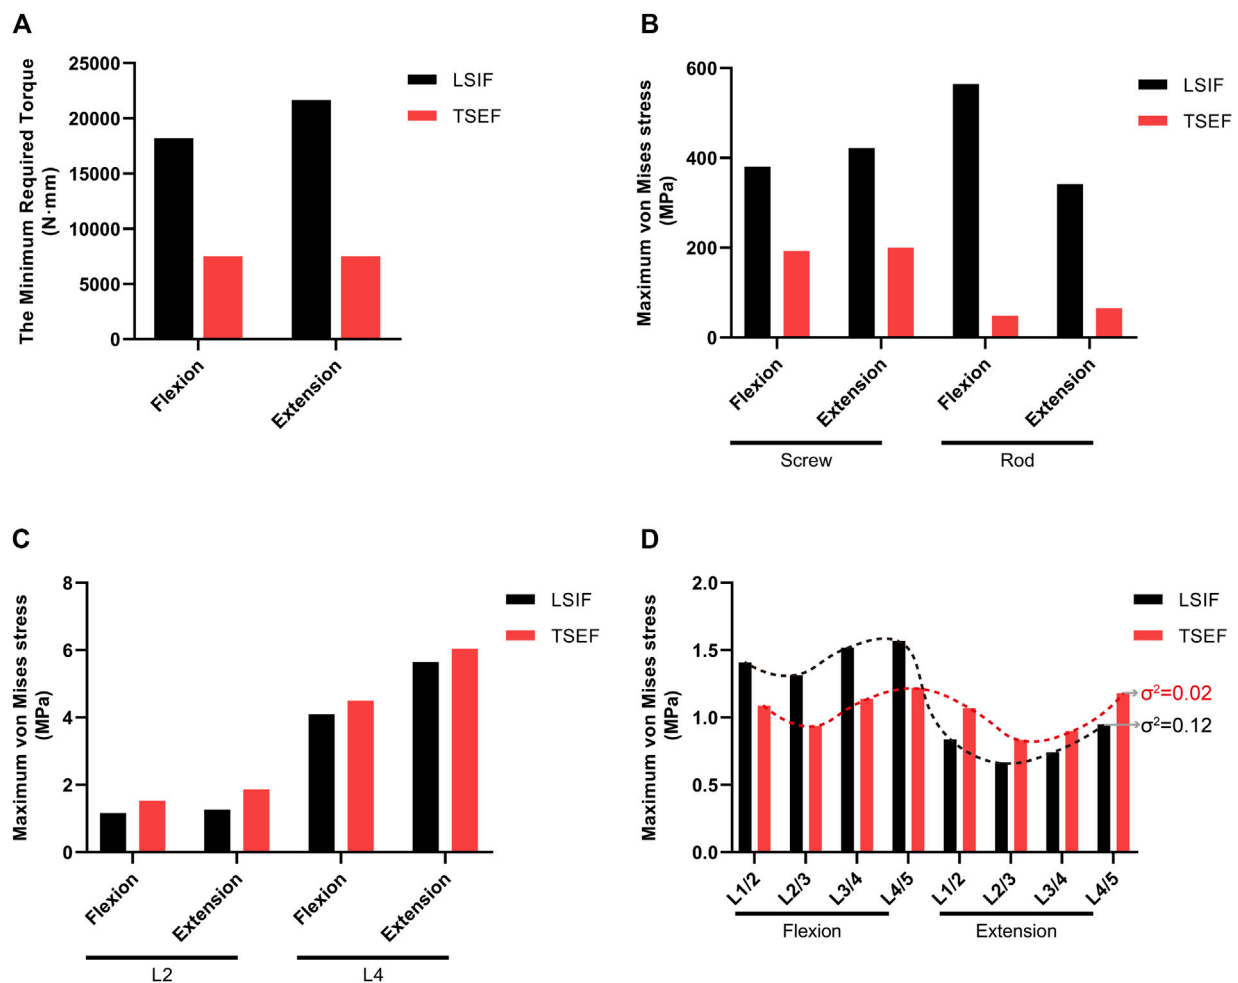 A
The Minimum Required Torque
(N·mm)
25000
20000
15000
10000
5000
0
Flexion
Extension
LSIF
TSEF
B
Maximum von Mises stress
(MPa)
600
400
200
0
Flexion
Extension
Flexion
Extension
Screw
Rod
LSIF
TSEF
C
Maximum von Mises stress
(MPa)
8
6
4
2
0
Flexion
Extension
Flexion
Extension
L2
L4
LSIF
TSEF
D
Maximum von Mises stress
(MPa)
2.0
1.5
1.0
0.5
0.0
L1/2
L2/3
L3/4
L4/5
L1/2
L2/3
L3/4
L4/5
Flexion
Extension
LSIF
TSEF
σ²=0.02
σ²=0.12